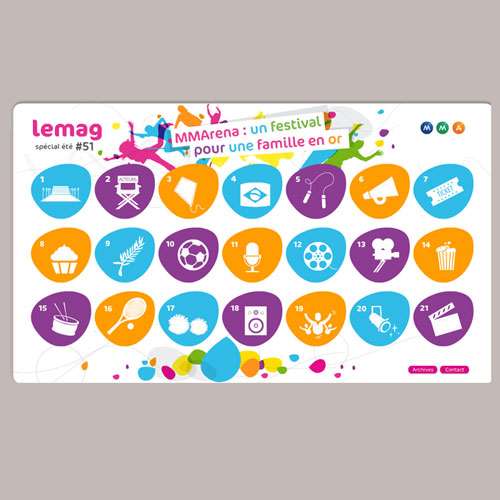 lemag
spécial été #51
MMArena : un festival
pour une famille en or
M M A
1 2 3 4 5 6 7
ACTEURS
TICKET
8 9 10 11 12 13 14
15 16 17 18 19 20 21
Archives Contact